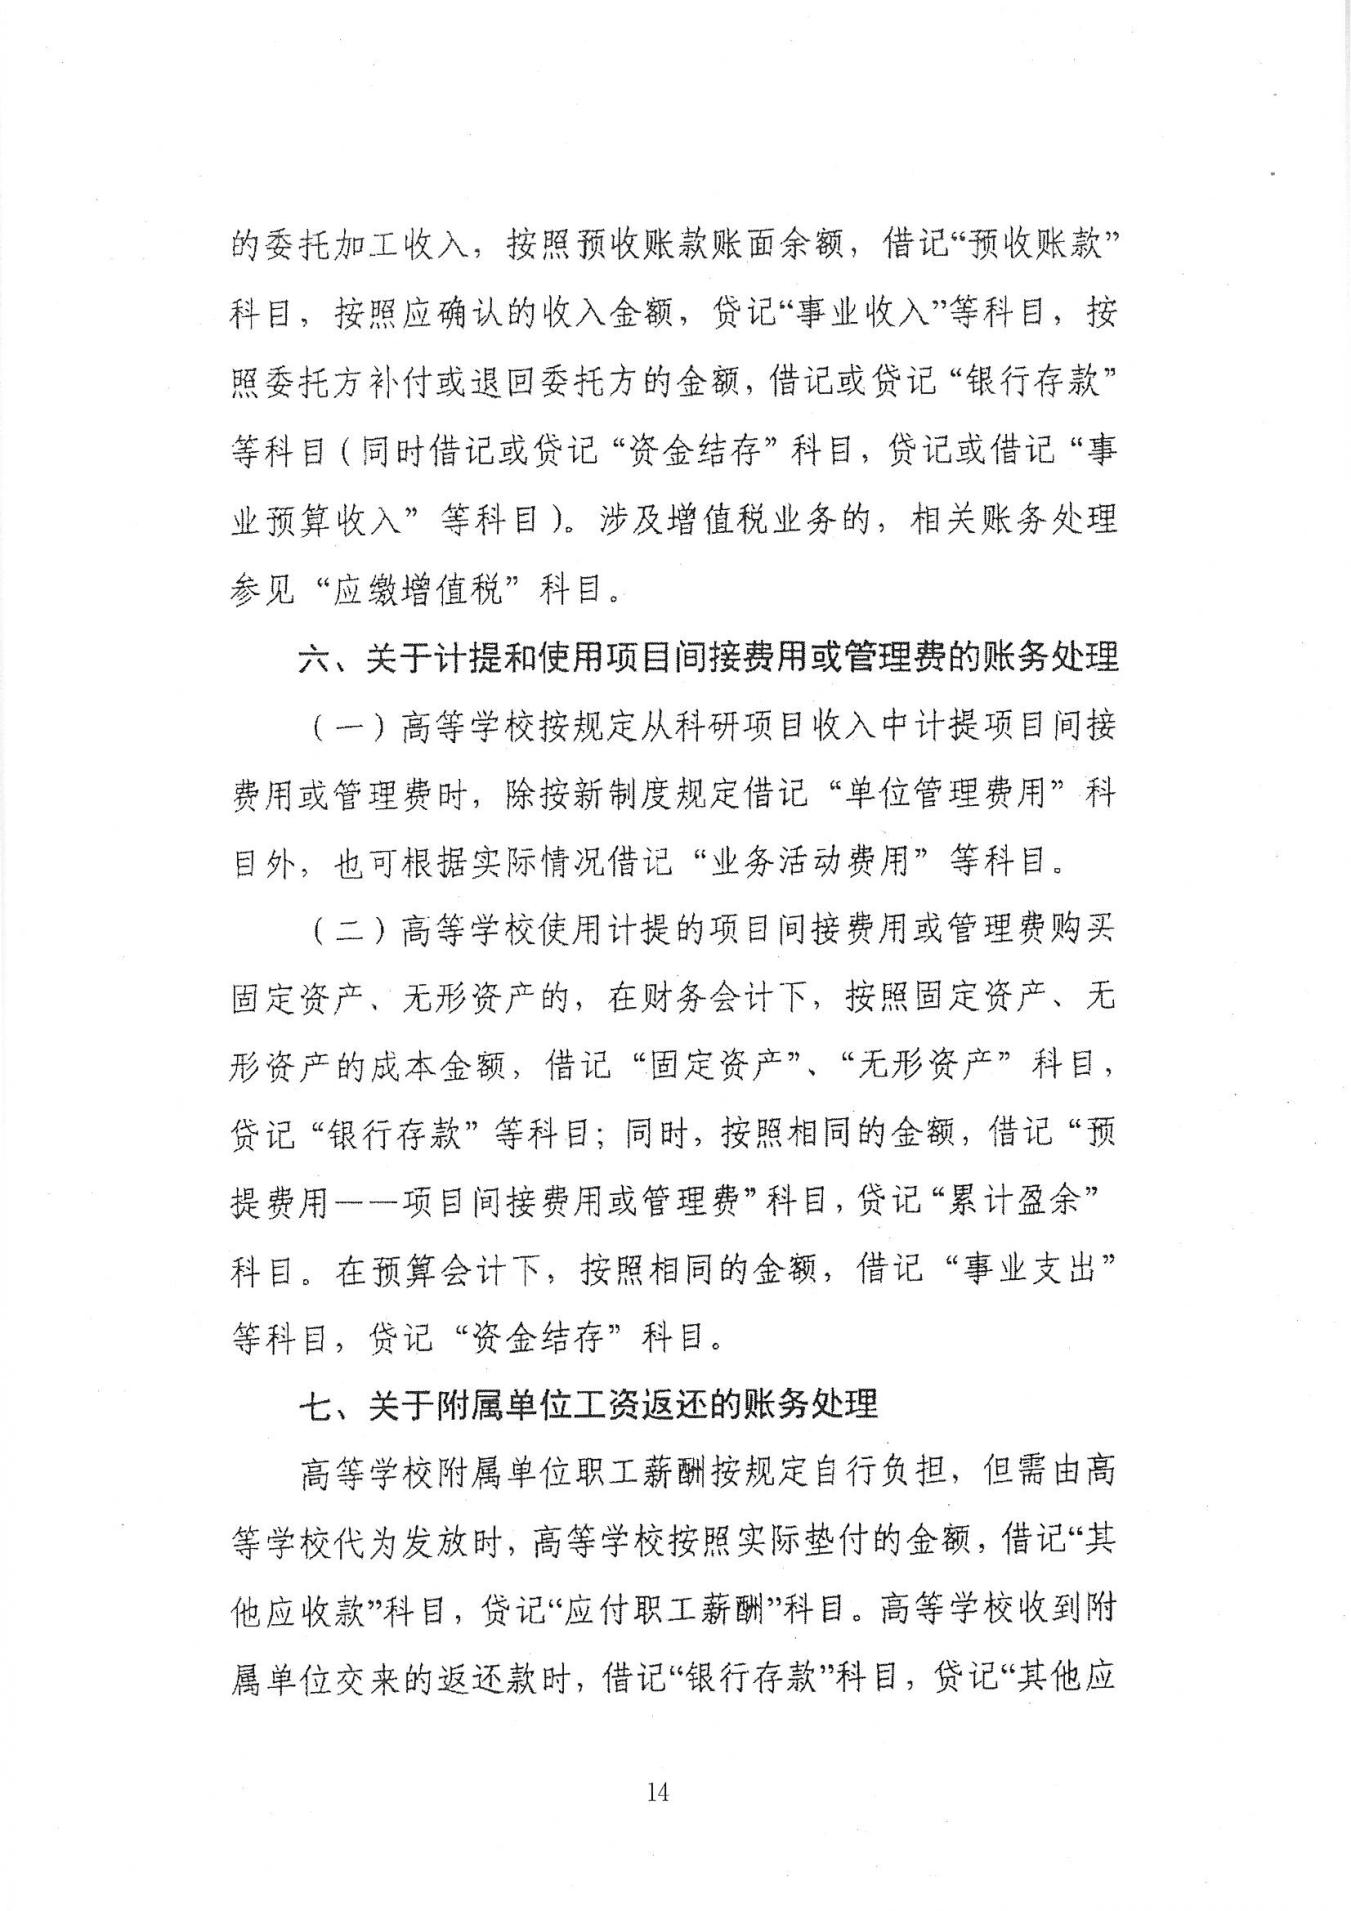 的委托加工收入，按照预收账款账面余额，借记“预收账款”
科目，按照应确认的收入金额，贷记“事业收入”等科目，按
照委托方补付或退回委托方的金额，借记或贷记“银行存款”
等科目（同时借记或贷记“资金结存”科目，贷记或借记“事
业预算收入”等科目）。涉及增值税业务的，相关账务处理
参见“应缴增值税”科目。
六、关于计提和使用项目间接费用或管理费的账务处理
（一）高等学校按规定从科研项目收入中计提项目间接
费用或管理费时，除按新制度规定借记“单位管理费用”科
目外，也可根据实际情况借记“业务活动费用”等科目。
（二）高等学校使用计提的项目间接费用或管理费购买
固定资产、无形资产的，在财务会计下，按照固定资产、无
形资产的成本金额，借记“固定资产”、“无形资产”科目，
贷记“银行存款”等科目；同时，按照相同的金额，借记“预
提费用——项目间接费用或管理费”科目，贷记“累计盈余”
科目。在预算会计下，按照相同的金额，借记“事业支出”
等科目，贷记“资金结存”科目。
七、关于附属单位工资返还的账务处理
高等学校附属单位职工薪酬按规定自行负担，但需由高
等学校代为发放时，高等学校按照实际垫付的金额，借记“其
他应收款”科目，贷记“应付职工薪酬”科目。高等学校收到附
属单位交来的返还款时，借记“银行存款”科目，贷记“其他应
14